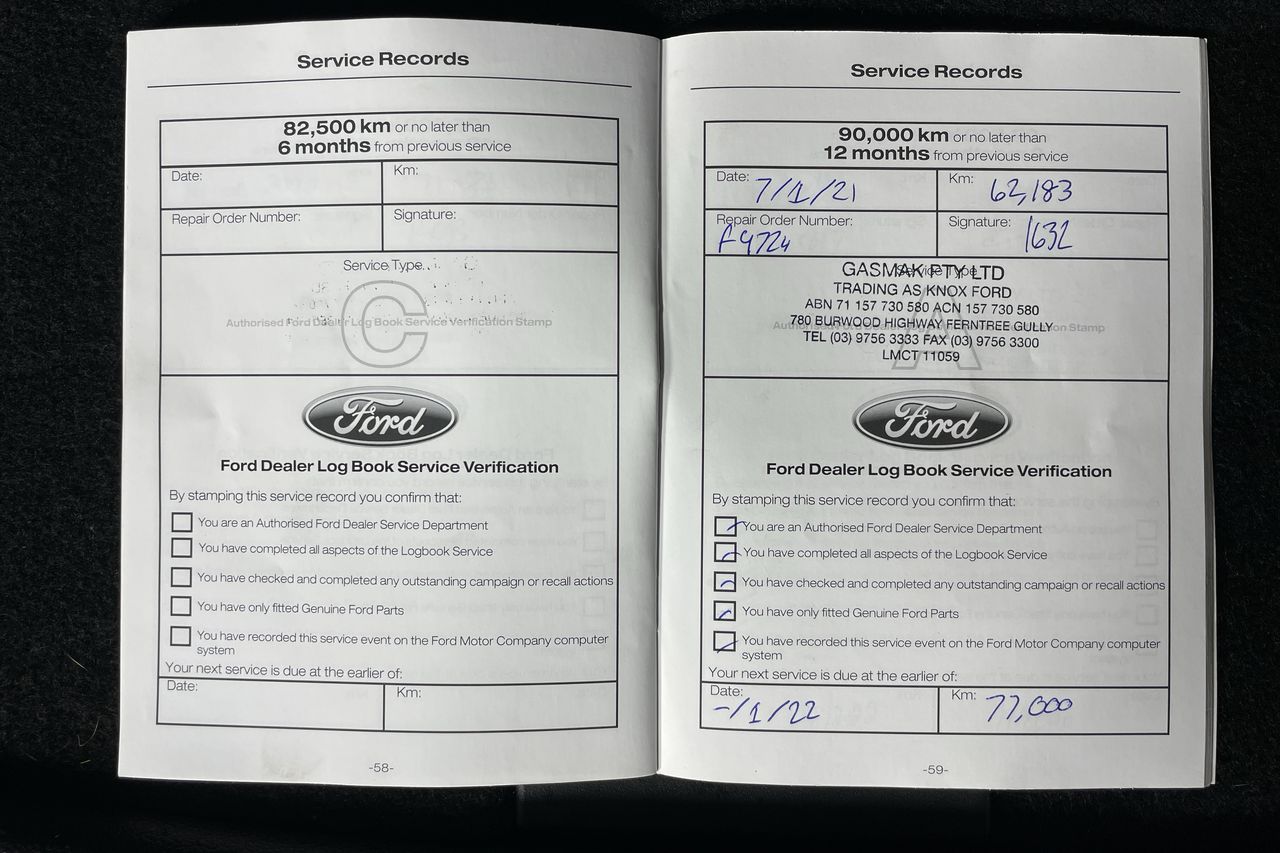 Service Records
82,500 km or no later than
6 months from previous service
Date:
Km:
Repair Order Number:
Signature:
Service Type
C
Authorised Ford Dealer Log Book Service Verification Stamp
Ford
Ford Dealer Log Book Service Verification
By stamping this service record you confirm that:
You are an Authorised Ford Dealer Service Department
You have completed all aspects of the Logbook Service
You have checked and completed any outstanding campaign or recall actions
You have only fitted Genuine Ford Parts
You have recorded this service event on the Ford Motor Company computer
system
Your next service is due at the earlier of:
Date:
Km:
-58-
Service Records
90,000 km or no later than
12 months from previous service
Date: 7/1/21
Km: 62,183
Repair Order Number:
F9724
Signature: 1632
Service Type
GASMAK PTY LTD
TRADING AS KNOX FORD
ABN 71 157 730 580 ACN 157 730 580
780 BURWOOD HIGHWAY FERNTREE GULLY
TEL (03) 9756 3333 FAX (03) 9756 3300
LMCT 11059
A
Authorised Ford Dealer Log Book Service Verification Stamp
Ford
Ford Dealer Log Book Service Verification
By stamping this service record you confirm that:
You are an Authorised Ford Dealer Service Department
You have completed all aspects of the Logbook Service
You have checked and completed any outstanding campaign or recall actions
You have only fitted Genuine Ford Parts
You have recorded this service event on the Ford Motor Company computer
system
Your next service is due at the earlier of:
Date:
-/1/22
Km: 77,000
-59-